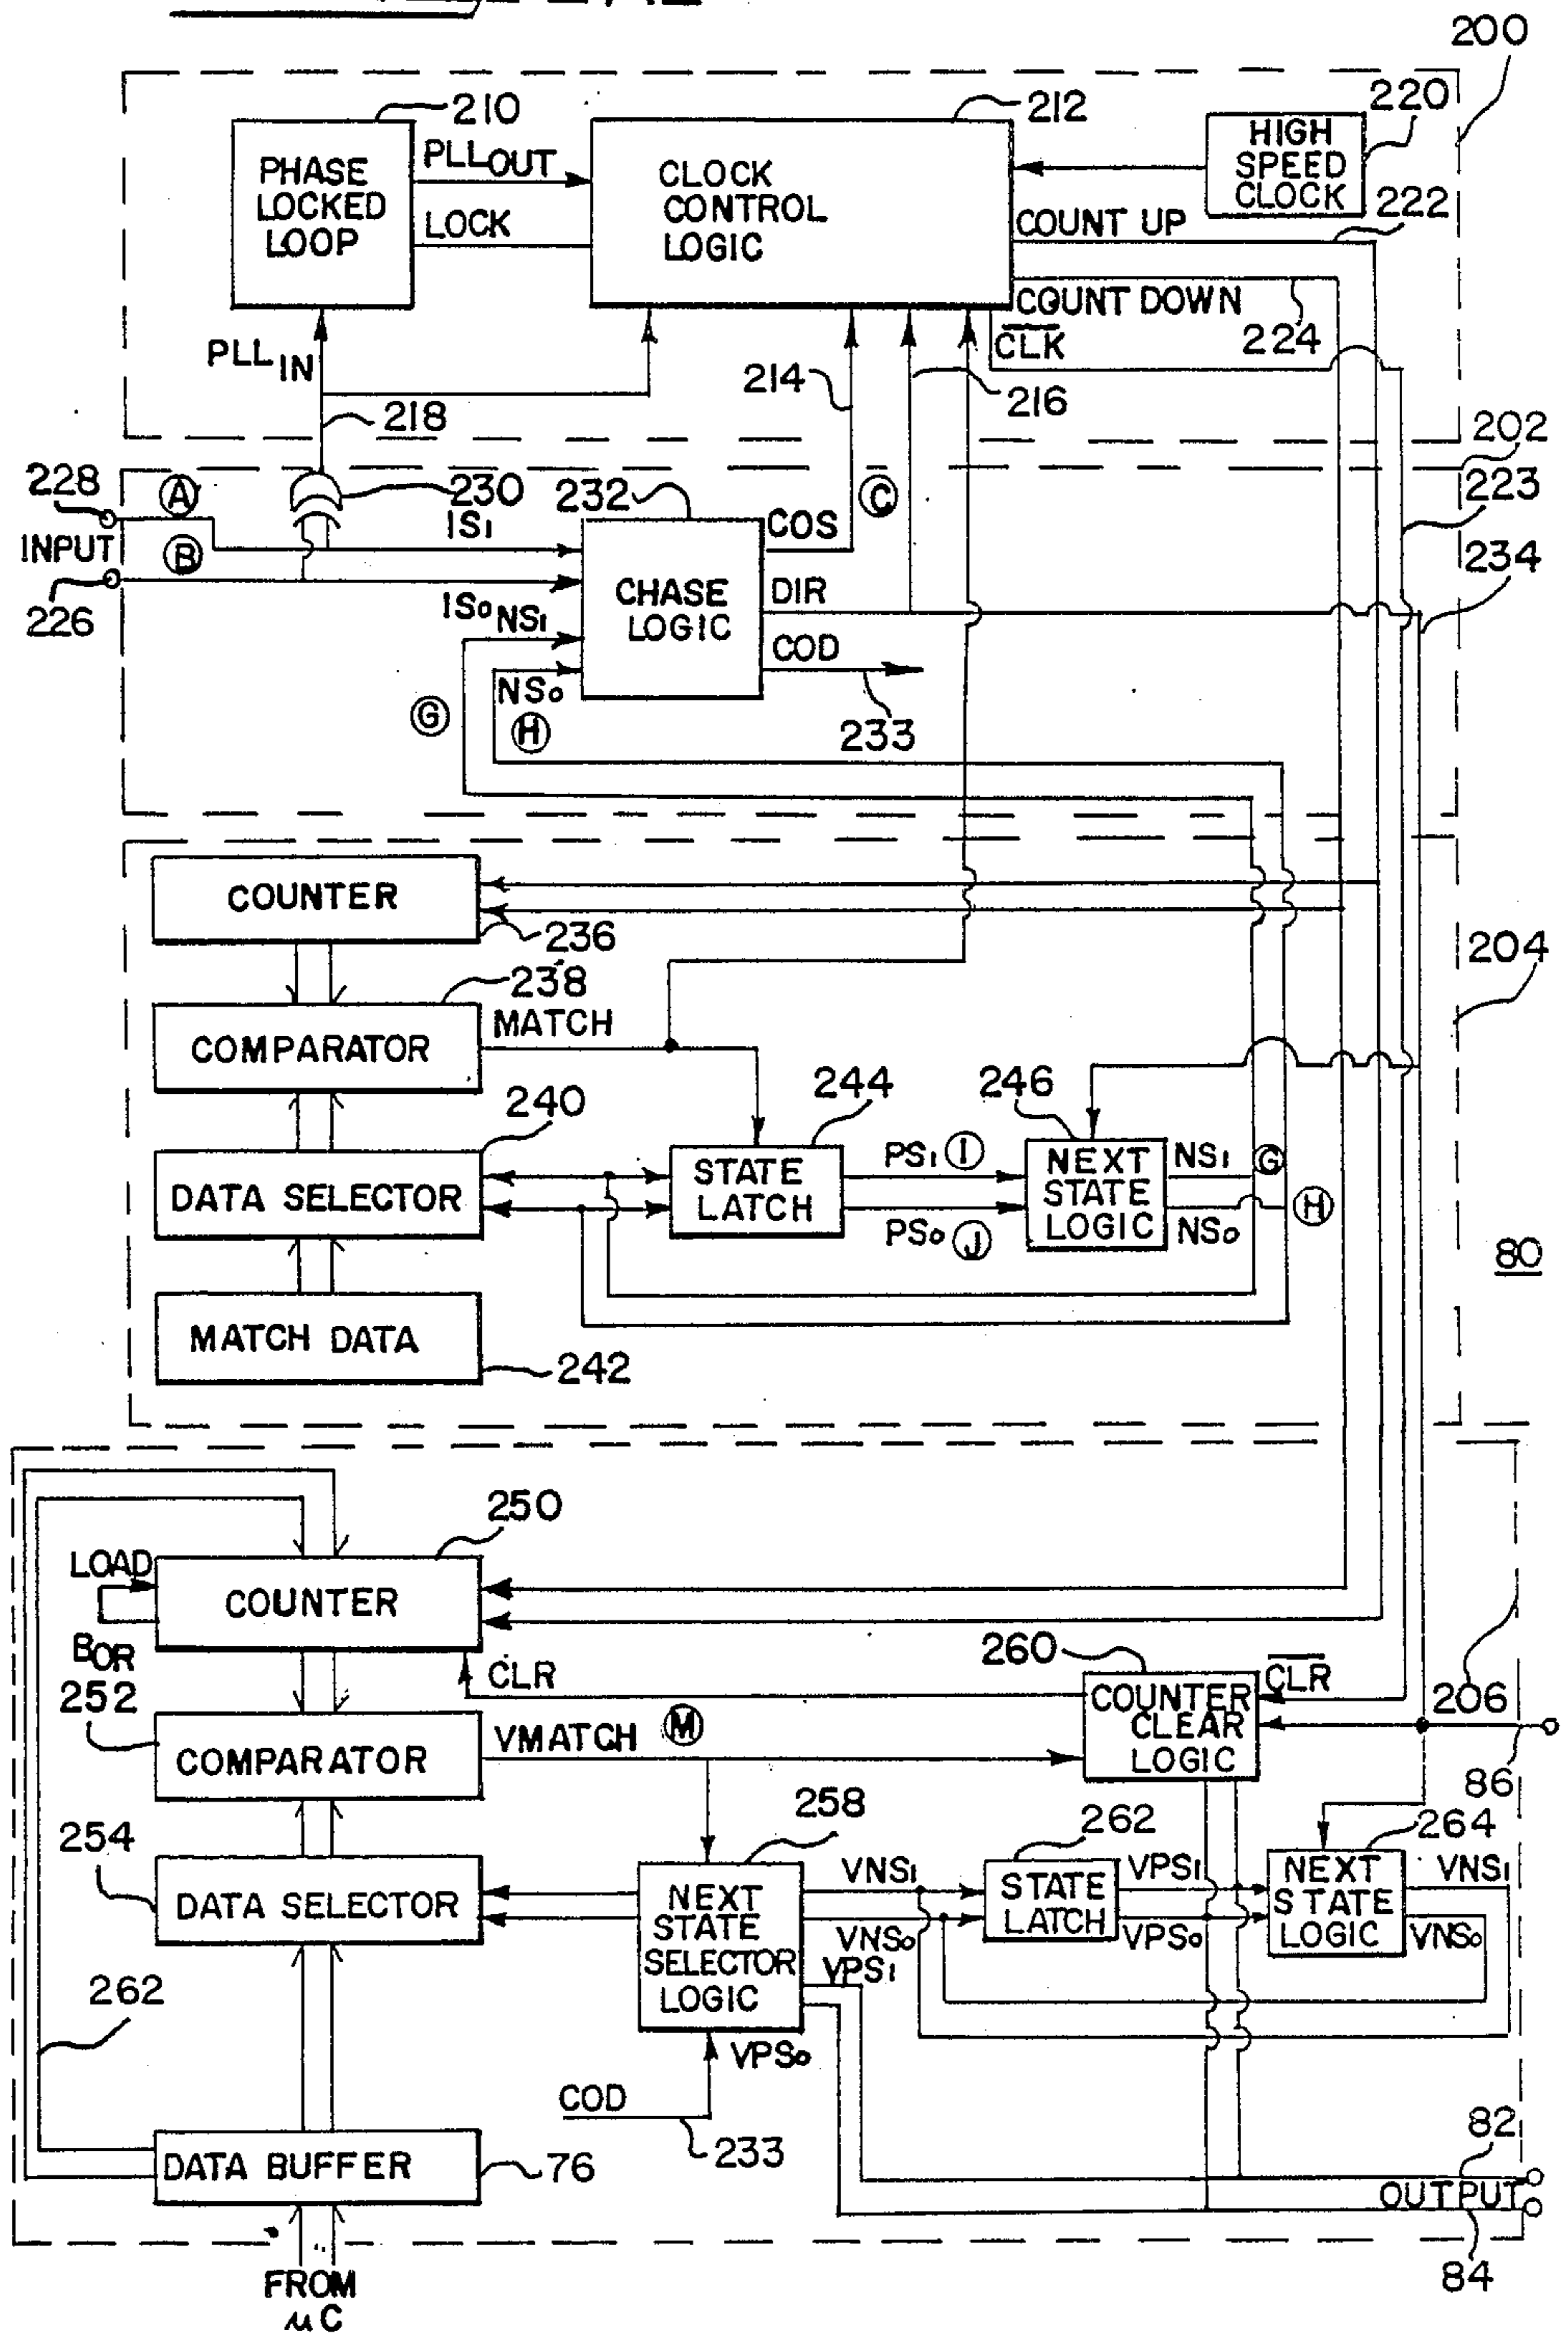 200
210
212
220
PHASE LOCKED LOOP
PLL OUT
LOCK
CLOCK CONTROL LOGIC
HIGH SPEED CLOCK
COUNT UP
222
COUNT DOWN
224
CLK
PLL IN
218
214
216
202
228
A
230
232
C
223
INPUT
B
IS1
COS
234
226
IS0
CHASE LOGIC
DIR
NS1
COD
NS0
G
H
233
COUNTER
236
204
238
COMPARATOR
MATCH
240
244
246
DATA SELECTOR
STATE LATCH
PS1 I
PS0 J
NEXT STATE LOGIC
NS1
G
NS0
H
80
MATCH DATA
242
250
LOAD
COUNTER
BOR
CLR
260
CLR
206
252
COMPARATOR
VMATCH
M
COUNTER CLEAR LOGIC
86
254
258
262
264
DATA SELECTOR
NEXT STATE SELECTOR LOGIC
VNS1
VNS0
VPS1
VPS0
STATE LATCH
VPS1
VPS0
NEXT STATE LOGIC
VNS1
VNS0
262
COD
233
DATA BUFFER
76
82
OUTPUT
84
FROM
μC